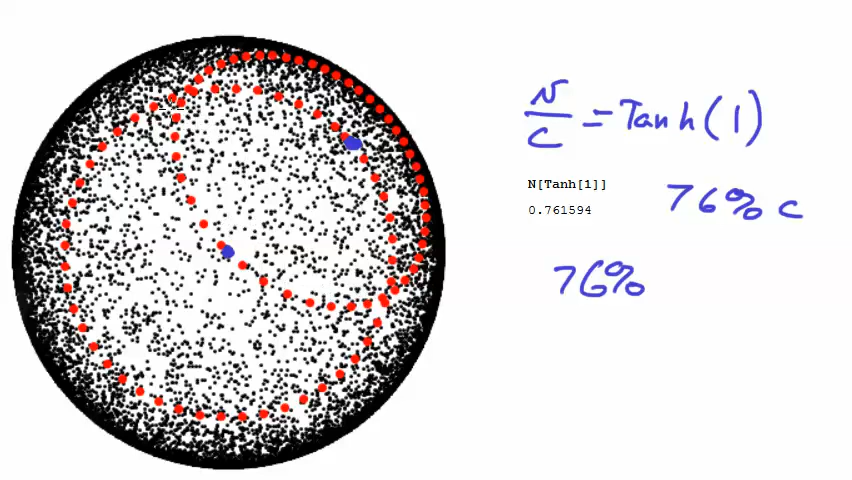 v/c = Tanh(1)
N[Tanh[1]]
0.761594
76% c
76%